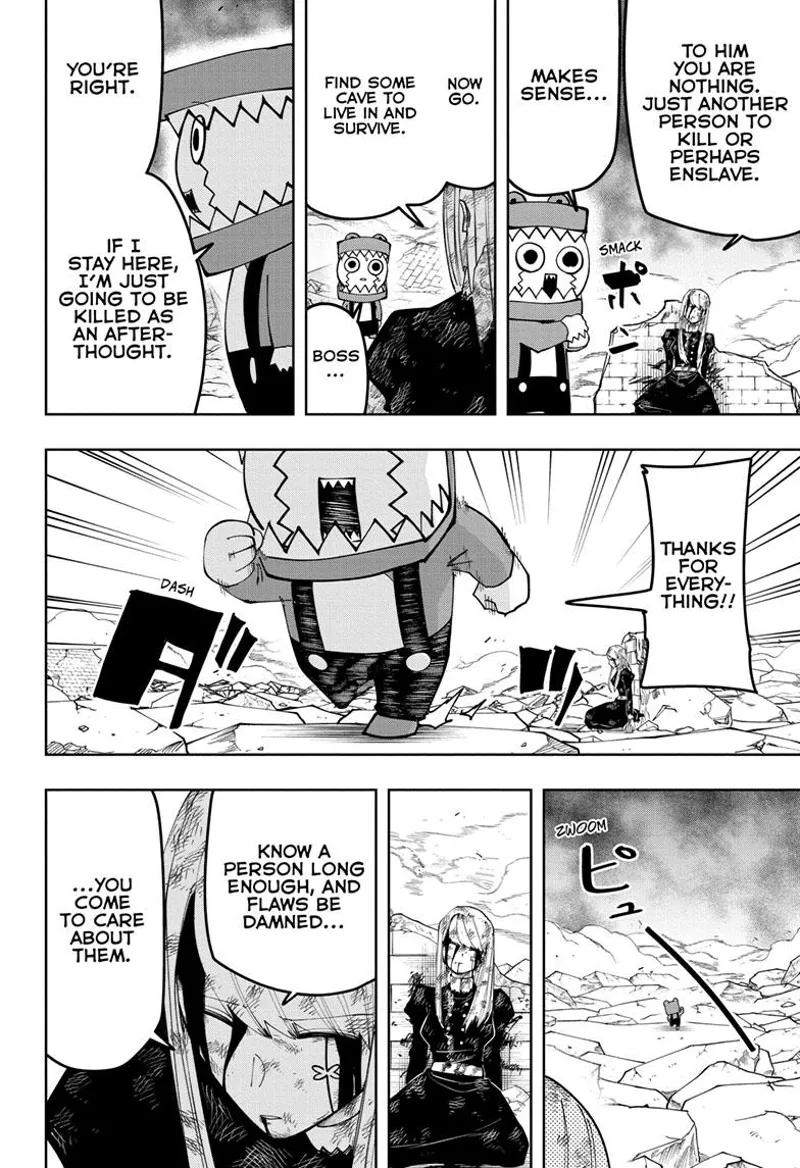 TO HIM
YOU ARE
NOTHING.
JUST ANOTHER
PERSON TO
KILL OR
PERHAPS
ENSLAVE.
MAKES
SENSE...
SMACK
ポン
NOW
GO.
FIND SOME
CAVE TO
LIVE IN AND
SURVIVE.
BOSS
...
YOU'RE
RIGHT.
IF I
STAY HERE,
I'M JUST
GOING TO BE
KILLED AS
AN AFTER-
THOUGHT.
THANKS
FOR
EVERY-
THING!!
DASH
ダッ
ZWOOM
ピュー
KNOW A
PERSON LONG
ENOUGH, AND
FLAWS BE
DAMNED...
...YOU
COME
TO CARE
ABOUT
THEM.